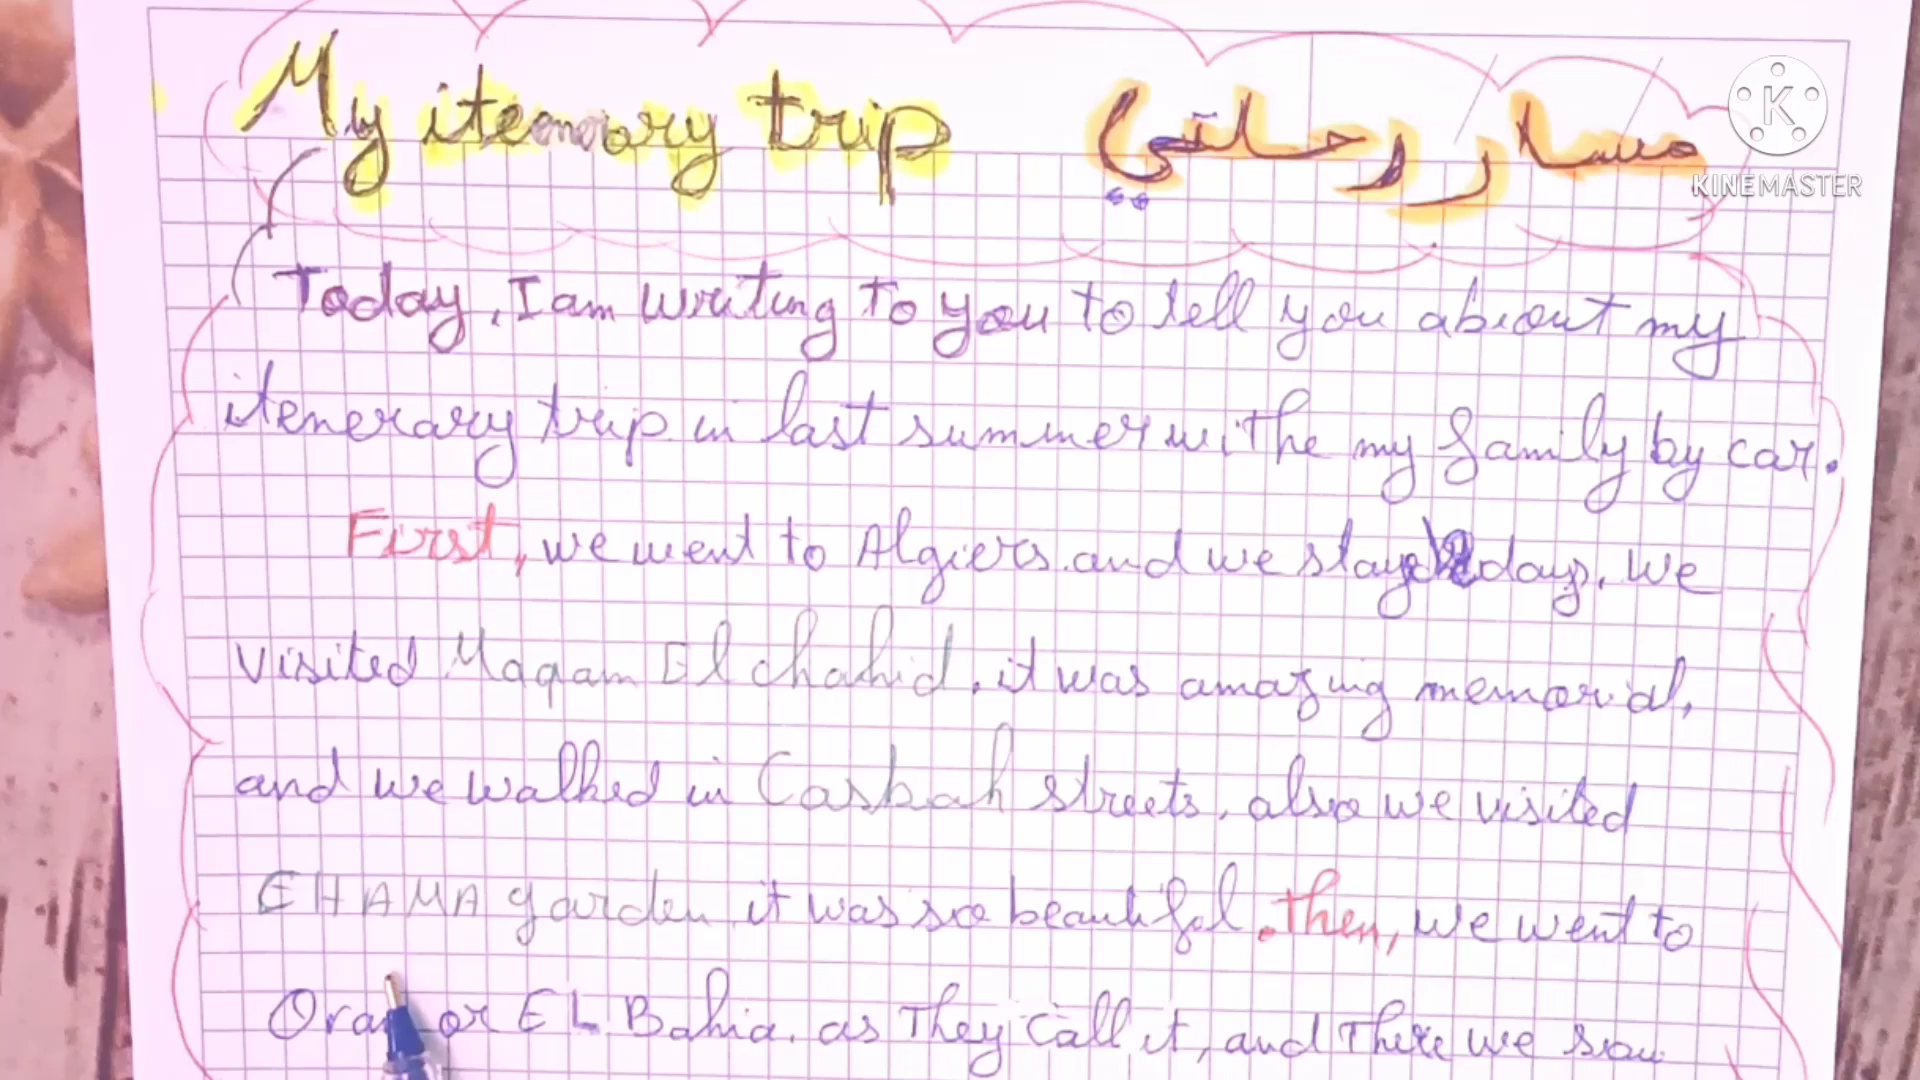 My itemary trip مسار رحلتي
KINEMASTER
Today, I am writing to you to tell you about my
itenerary trip in last summer withe my family by car.
First, we went to Algiers and we stayed 2 days. We
visited Maqam El chahid. it was amazing memorial,
and we walked in Casbah streets, also we visited
EHAMA garden it was so beautiful. Then, we went to
Oran or EL Bahia. as They call it, and There we saw